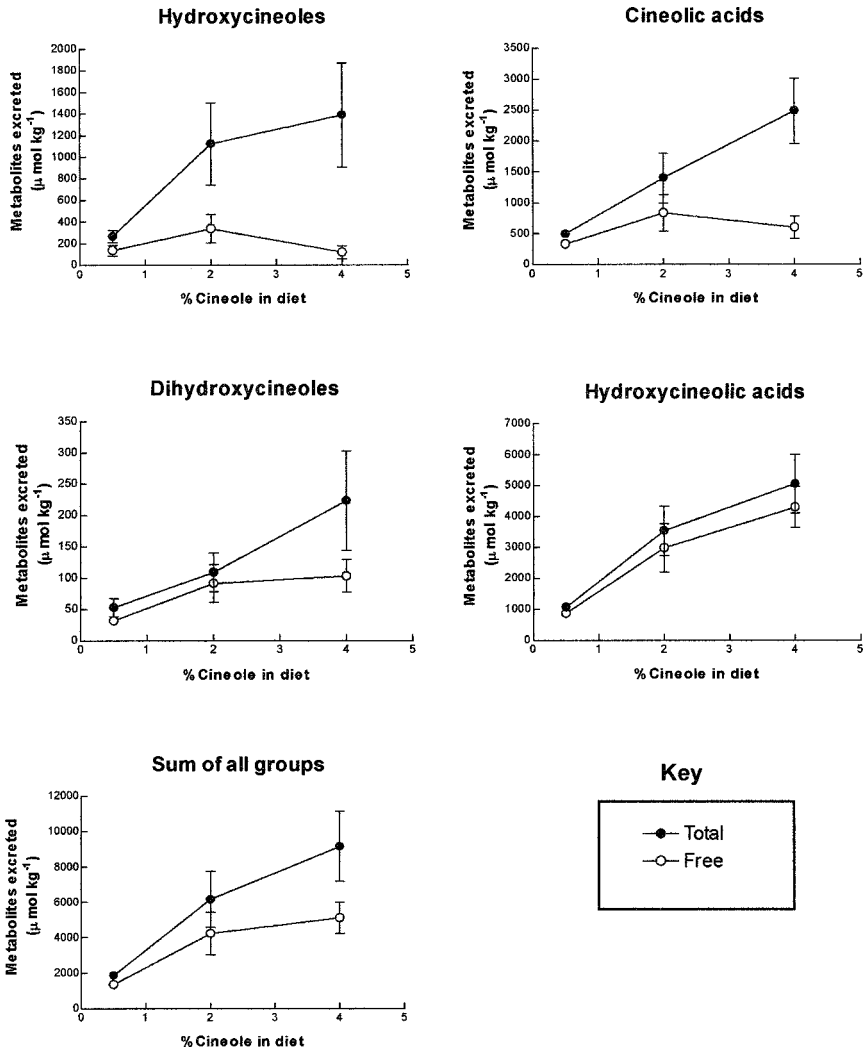 Hydroxycineoles
Metabolites excreted
(μ mol kg⁻¹)
2000
1800
1600
1400
1200
1000
800
600
400
200
0
0 1 2 3 4 5
% Cineole in diet
Cineolic acids
Metabolites excreted
(μ mol kg⁻¹)
3500
3000
2500
2000
1500
1000
500
0
0 1 2 3 4 5
% Cineole in diet
Dihydroxycineoles
Metabolites excreted
(μ mol kg⁻¹)
350
300
250
200
150
100
50
0
0 1 2 3 4 5
% Cineole in diet
Hydroxycineolic acids
Metabolites excreted
(μ mol kg⁻¹)
7000
6000
5000
4000
3000
2000
1000
0
0 1 2 3 4 5
% Cineole in diet
Sum of all groups
Metabolites excreted
(μ mol kg⁻¹)
12000
10000
8000
6000
4000
2000
0
0 1 2 3 4 5
% Cineole in diet
Key
Total
Free